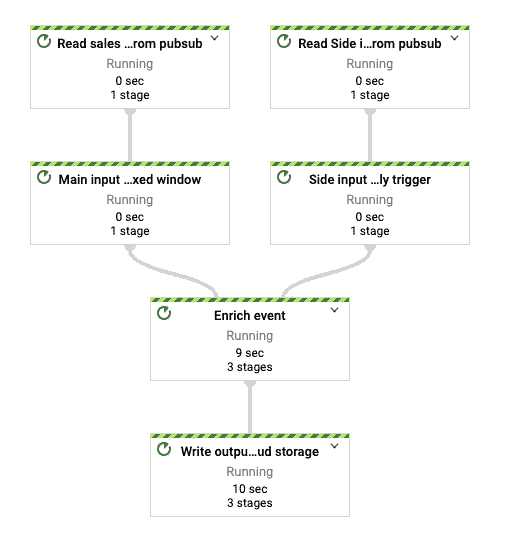 Read sales ...rom pubsub
Running
0 sec
1 stage
Read Side i...rom pubsub
Running
0 sec
1 stage
Main input ...xed window
Running
0 sec
1 stage
Side input ...ly trigger
Running
0 sec
1 stage
Enrich event
Running
9 sec
3 stages
Write outpu...ud storage
Running
10 sec
3 stages